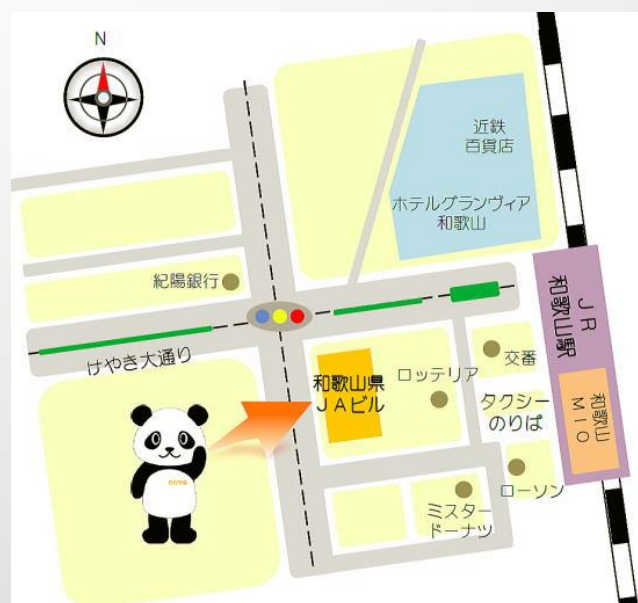 N
近鉄
百貨店
ホテルグランヴィア
和歌山
紀陽銀行
けやき大通り
和歌山県
JAビル
ロッテリア
交番
タクシー
のりば
JR
和歌山駅
和歌山
MIO
ローソン
ミスター
ドーナツ